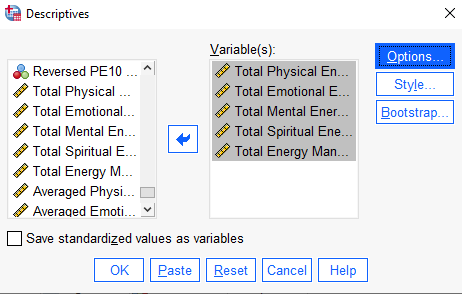 Descriptives
Variable(s):
Reversed PE10 ...
Total Physical ...
Total Emotional...
Total Mental En...
Total Spiritual E...
Total Energy M...
Averaged Physi...
Averaged Emoti...
Total Physical En...
Total Emotional E...
Total Mental Ener...
Total Spiritual Ene...
Total Energy Man...
Options...
Style...
Bootstrap...
Save standardized values as variables
OK
Paste
Reset
Cancel
Help